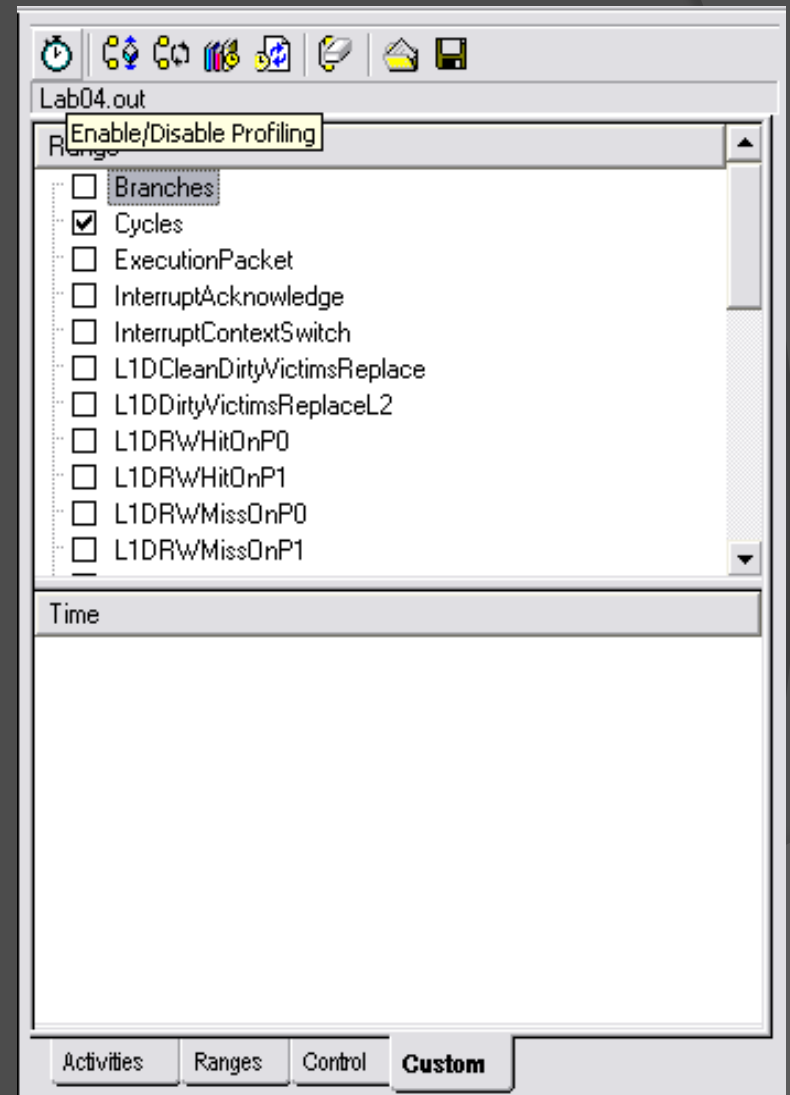 Lab04.out
Enable/Disable Profiling
Branches
Cycles
ExecutionPacket
InterruptAcknowledge
InterruptContextSwitch
L1DCleanDirtyVictimsReplace
L1DDirtyVictimsReplaceL2
L1DRWHitOnP0
L1DRWHitOnP1
L1DRWMissOnP0
L1DRWMissOnP1
Time
Activities Ranges Control Custom